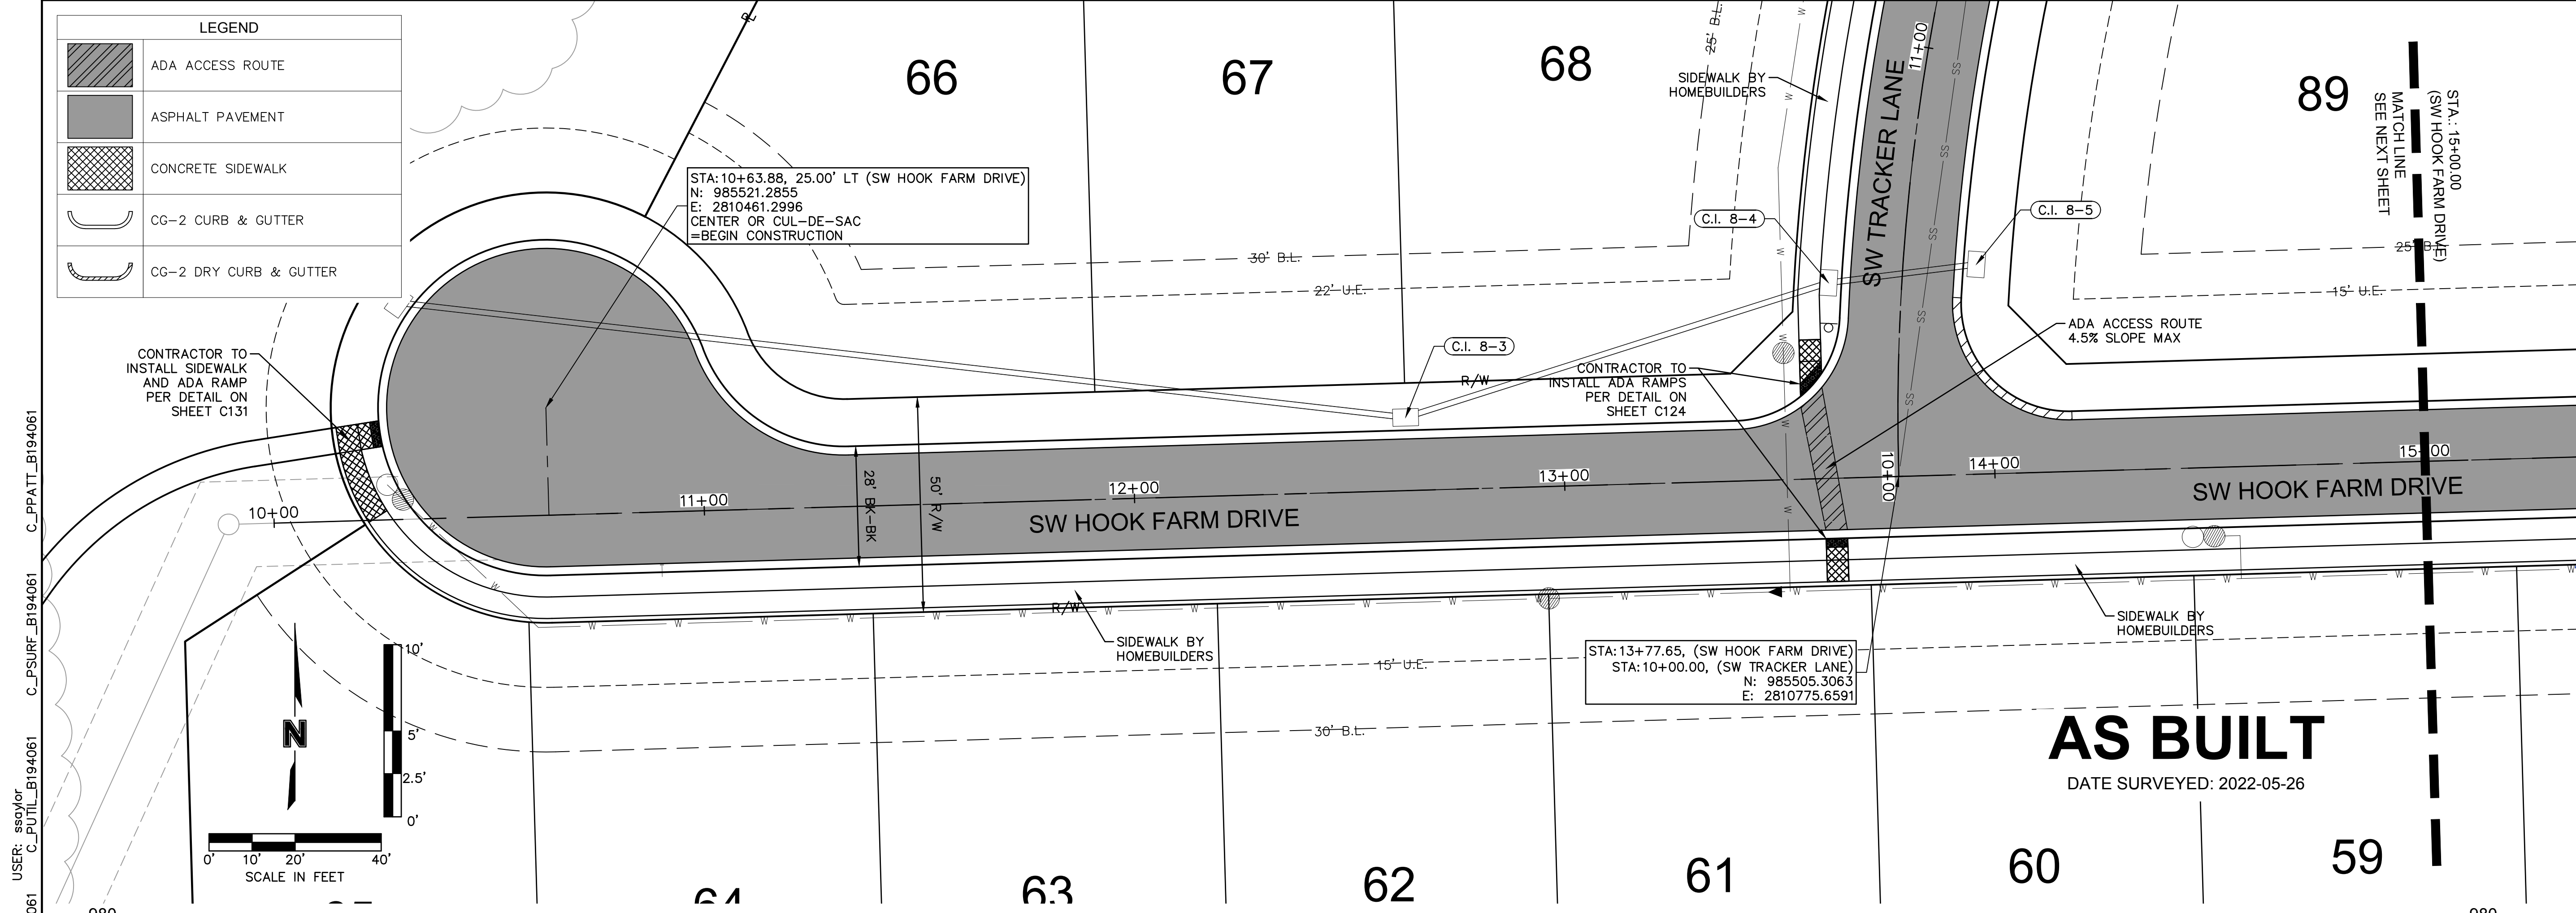 LEGEND
ADA ACCESS ROUTE
ASPHALT PAVEMENT
CONCRETE SIDEWALK
CG-2 CURB & GUTTER
CG-2 DRY CURB & GUTTER
66
67
68
89
STA:10+63.88, 25.00' LT (SW HOOK FARM DRIVE)
N: 985521.2855
E: 2810461.2996
CENTER OR CUL-DE-SAC
=BEGIN CONSTRUCTION
SIDEWALK BY
HOMEBUILDERS
25' B.L.
SW TRACKER LANE
11+00
C.I. 8-4
C.I. 8-5
STA.: 15+00.00
(SW HOOK FARM DRIVE)
MATCH LINE
SEE NEXT SHEET
30' B.L.
22' U.E.
25' B.L.
15' U.E.
CONTRACTOR TO
INSTALL SIDEWALK
AND ADA RAMP
PER DETAIL ON
SHEET C131
C.I. 8-3
R/W
CONTRACTOR TO
INSTALL ADA RAMPS
PER DETAIL ON
SHEET C124
ADA ACCESS ROUTE
4.5% SLOPE MAX
10+00
11+00
12+00
13+00
10+00
14+00
15+00
28' BK-BK
50' R/W
SW HOOK FARM DRIVE
SW HOOK FARM DRIVE
R/W
SIDEWALK BY
HOMEBUILDERS
SIDEWALK BY
HOMEBUILDERS
15' U.E.
30' B.L.
STA:13+77.65, (SW HOOK FARM DRIVE)
STA:10+00.00, (SW TRACKER LANE)
N: 985505.3063
E: 2810775.6591
10'
5'
2.5'
0'
N
0' 10' 20' 40'
SCALE IN FEET
AS BUILT
DATE SURVEYED: 2022-05-26
64
63
62
61
60
59
C_PPATT_B194061
C_PSURF_B194061
C_PUTIL_B194061
USER: ssaylor
980
980